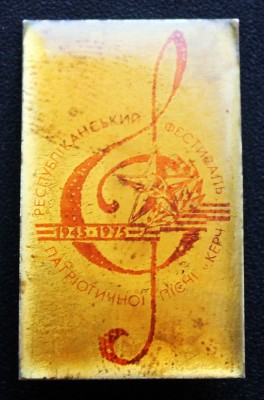 РЕСПУБЛІКАНСЬКИЙ ФЕСТИВАЛЬ
1945-1975
ПАТРІОТИЧНОЇ ПІСНІ КЕРЧ